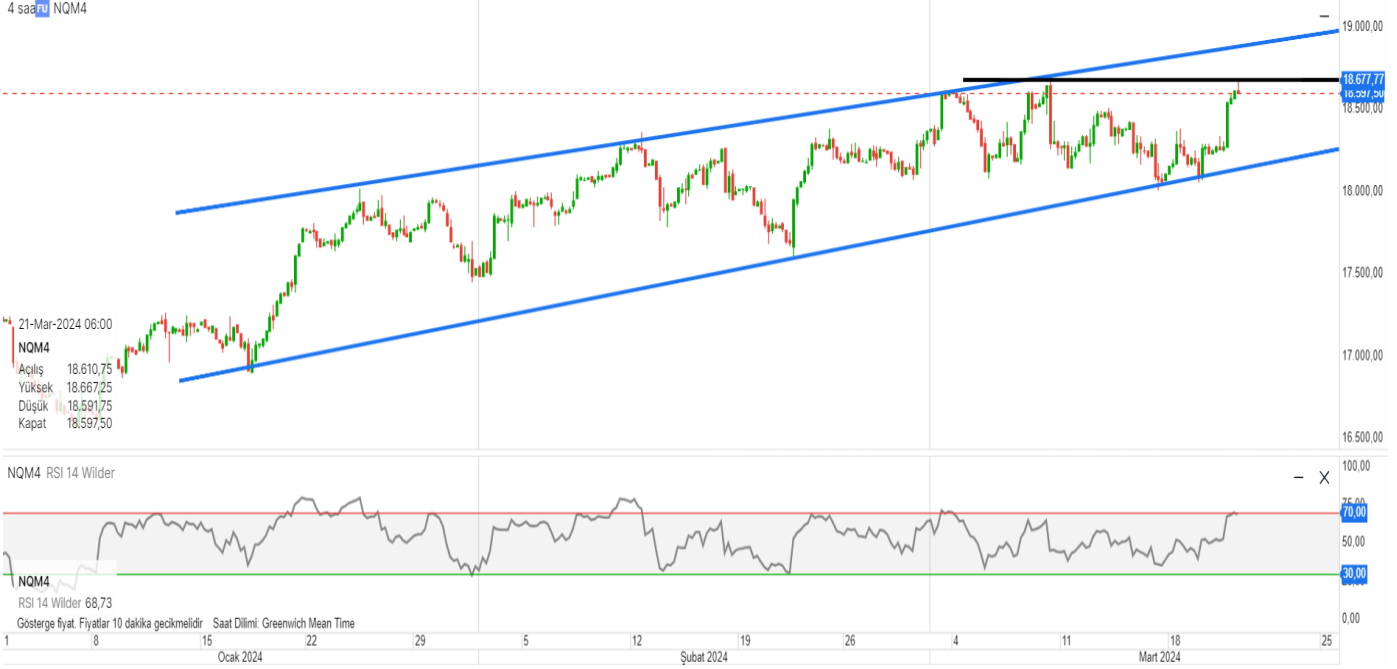 4 saa FU NQM4
19.000,00
18.677,77
18.597,50
18.500,00
18.000,00
17.500,00
17.000,00
16.500,00
21-Mar-2024 06:00
NQM4
Açılış 18.610,75
Yüksek 18.667,25
Düşük 18.591,75
Kapat 18.597,50
NQM4 RSI 14 Wilder
100,00
75,00
70,00
50,00
30,00
0,00
NQM4
RSI 14 Wilder 68,73
Gösterge fiyat. Fiyatlar 10 dakika gecikmelidir Saat Dilimi: Greenwich Mean Time
1 8 15 22 29 5 12 19 26 4 11 18 25
Ocak 2024 Şubat 2024 Mart 2024